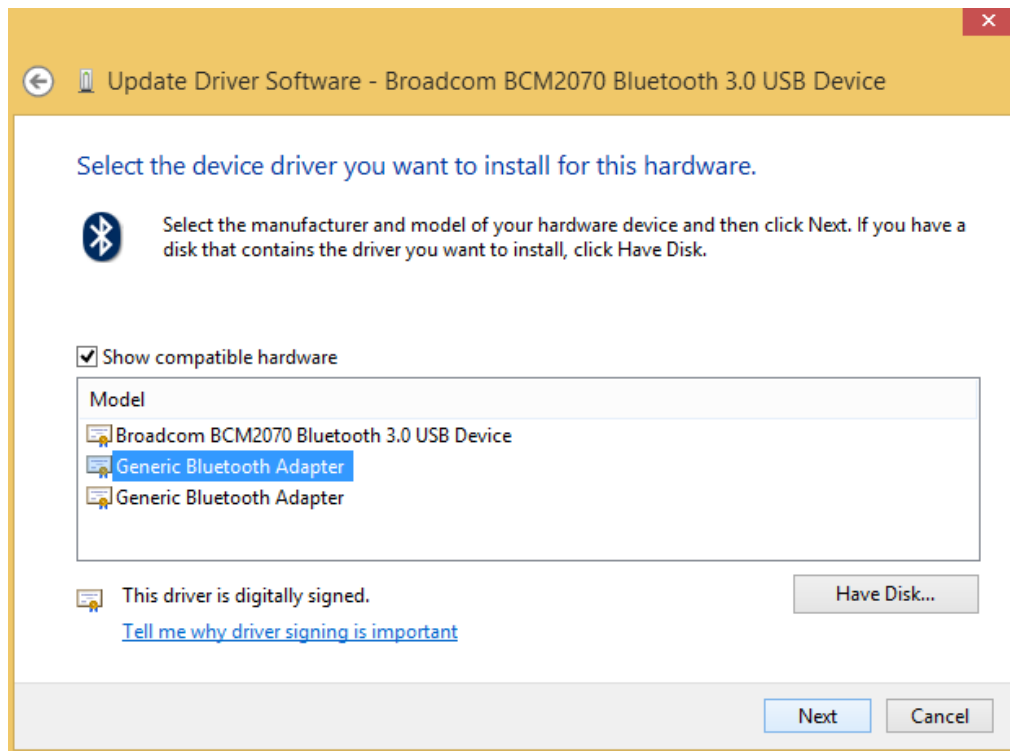 Update Driver Software - Broadcom BCM2070 Bluetooth 3.0 USB Device
Select the device driver you want to install for this hardware.
Select the manufacturer and model of your hardware device and then click Next. If you have a
disk that contains the driver you want to install, click Have Disk.
Show compatible hardware
Model
Broadcom BCM2070 Bluetooth 3.0 USB Device
Generic Bluetooth Adapter
Generic Bluetooth Adapter
This driver is digitally signed.
Have Disk...
Tell me why driver signing is important
Next
Cancel